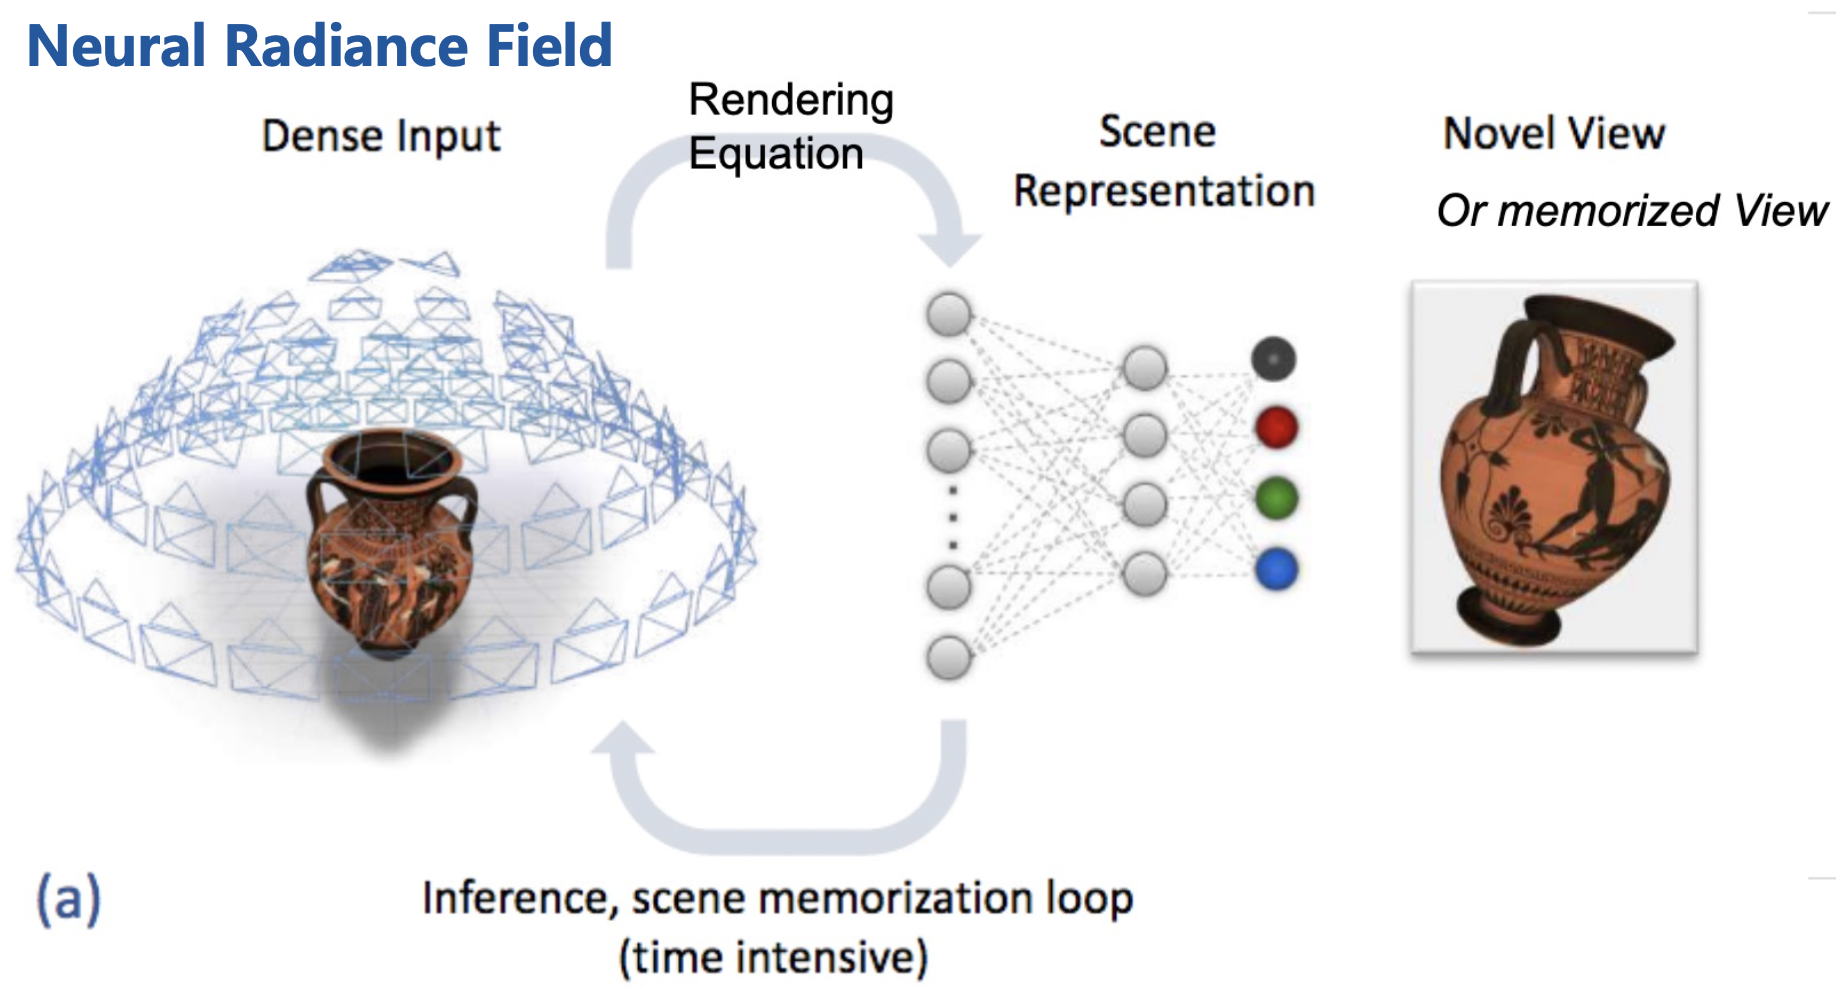 Neural Radiance Field
Dense Input
Rendering
Equation
Scene
Representation
Novel View
Or memorized View
Inference, scene memorization loop
(time intensive)
(a)